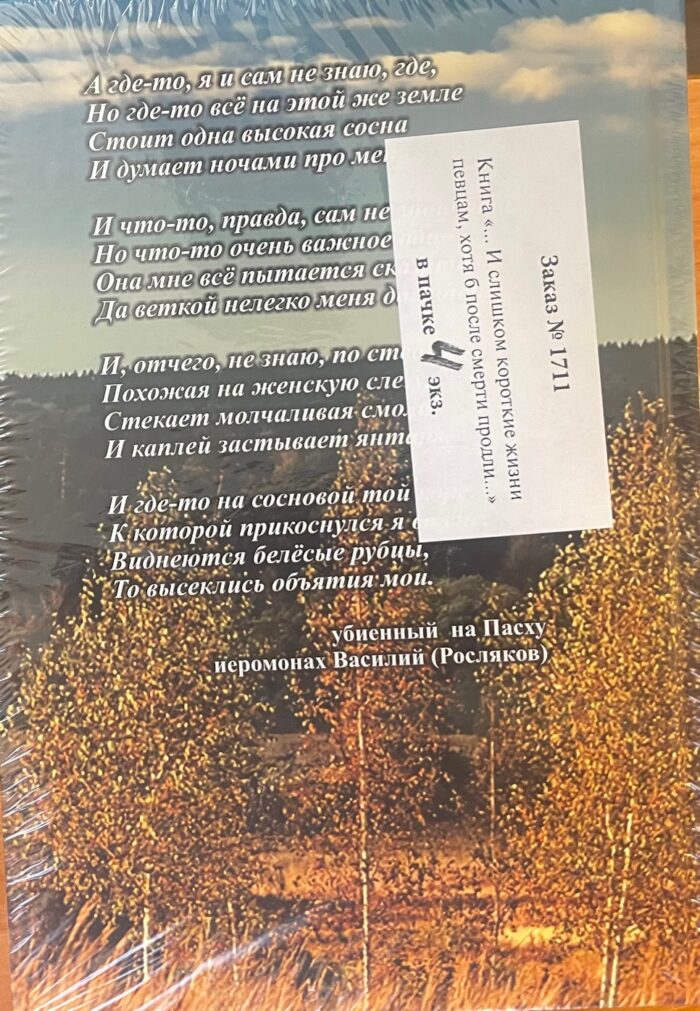 А где-то, я и сам не знаю, где,
Но где-то всё на этой же земле
Стоит одна высокая сосна
И думает ночами про
И что-то, правда, сам не
Но что-то очень важное
Она мне всё пытается
Да веткой нелегко меня
И, отчего, не знаю, по
Похожая на женскую
Стекает молчаливая
И каплей застывает
И где-то на сосновой той
К которой прикоснулся я
Виднеются белёсые рубцы,
То высеклись объятия мои.
убиенный на Пасху
иеромонах Василий (Росляков)
Заказ № 1711
Книга «... И слишком короткие жизни
певцам, хотя б после смерти продли...»
в пачке 4 экз.